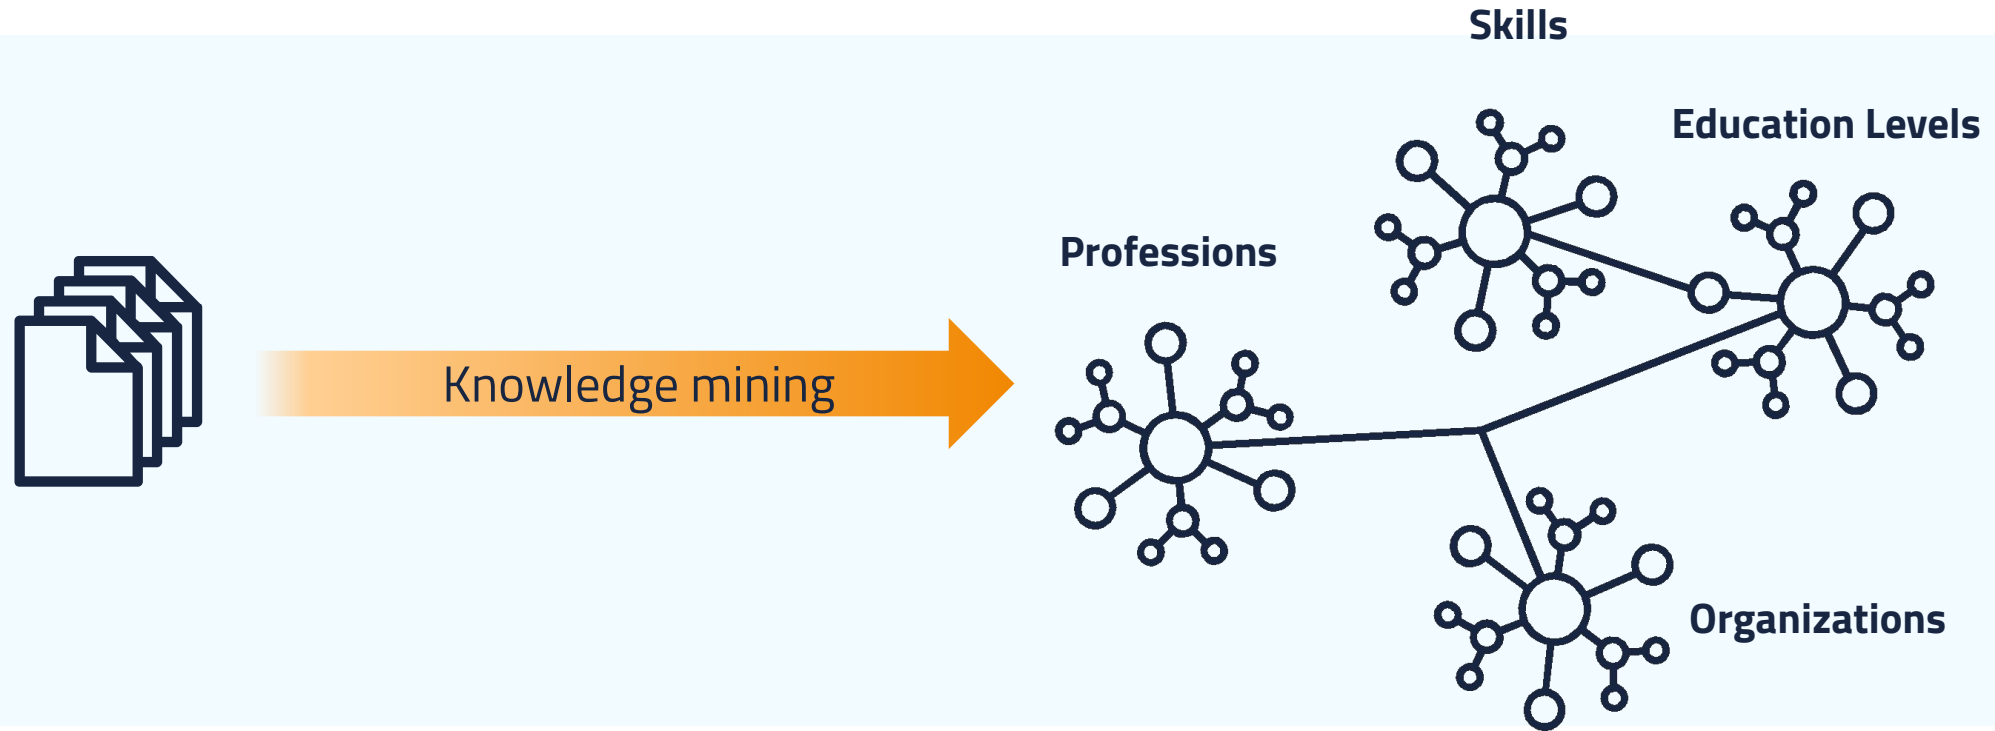 Skills
Education Levels
Professions
Knowledge mining
Organizations